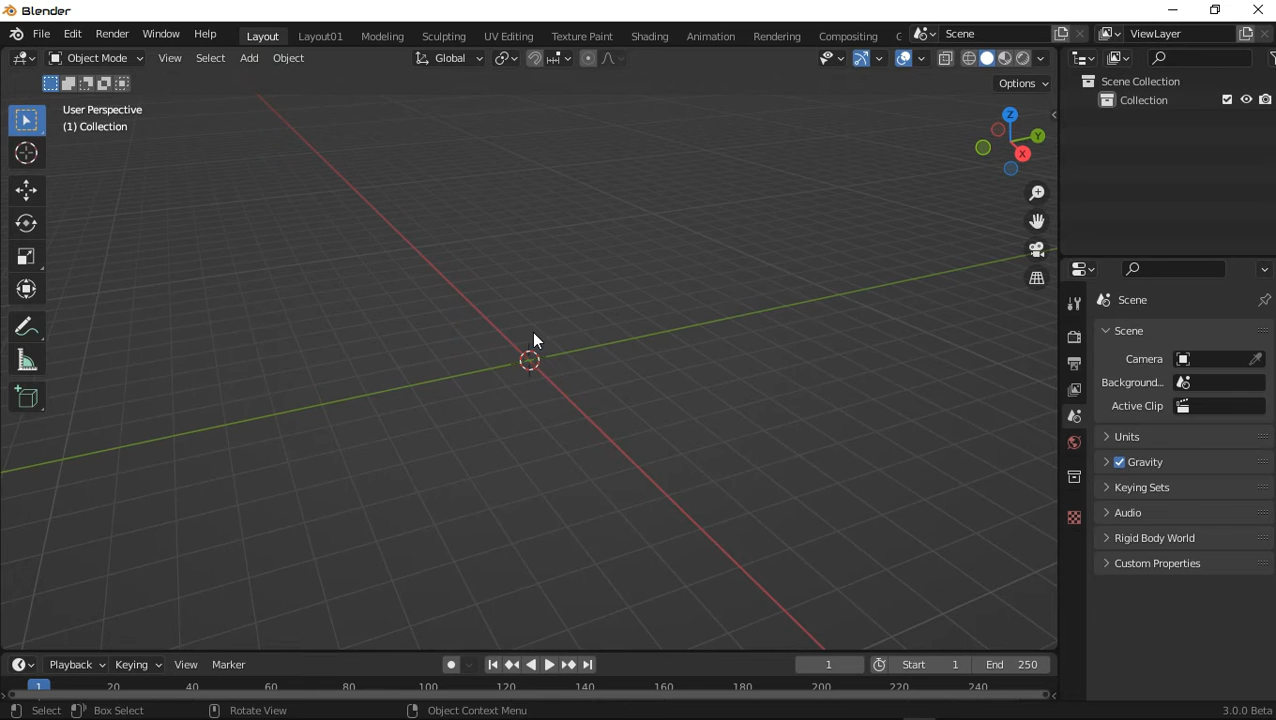 Blender
File Edit Render Window Help Layout Layout01 Modeling Sculpting UV Editing Texture Paint Shading Animation Rendering Compositing C Scene ViewLayer
Object Mode View Select Add Object Global
Options
User Perspective
(1) Collection
Z
Y
X
Scene Collection
Collection
Scene
Scene
Camera
Background...
Active Clip
Units
Gravity
Keying Sets
Audio
Rigid Body World
Custom Properties
Playback Keying View Marker 1 Start 1 End 250
1 20 40 60 80 100 120 140 160 180 200 220 240
Select Box Select Rotate View Object Context Menu 3.0.0 Beta